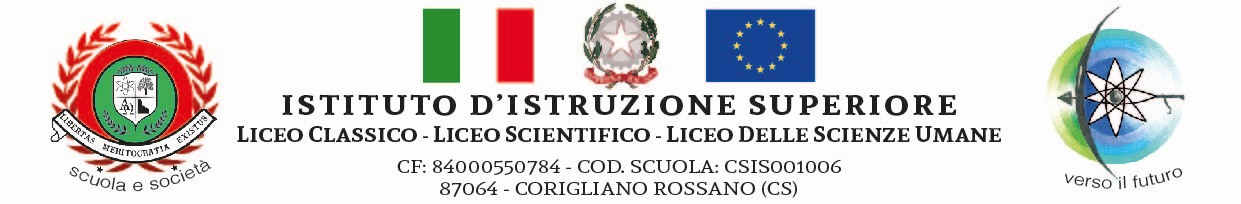 LIBERTAS MERITOCRATIA EXISTUS
scuola e società
ISTITUTO D'ISTRUZIONE SUPERIORE
LICEO CLASSICO - LICEO SCIENTIFICO - LICEO DELLE SCIENZE UMANE
CF: 84000550784 - COD. SCUOLA: CSIS001006
87064 - CORIGLIANO ROSSANO (CS)
verso il futuro